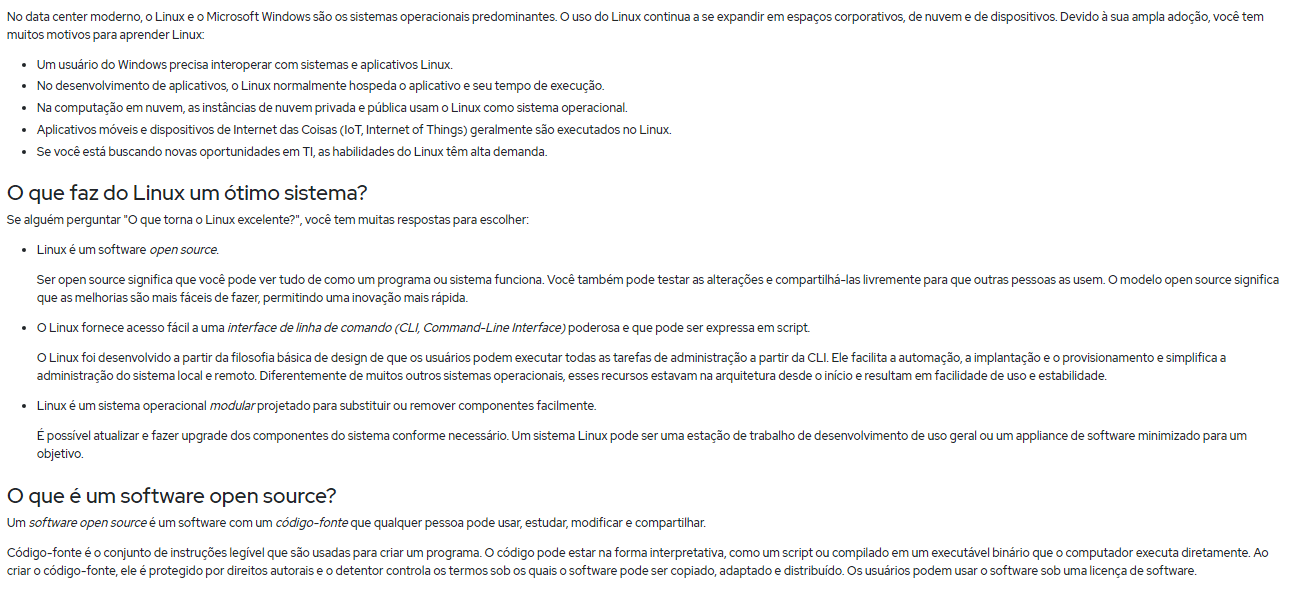 No data center moderno, o Linux e o Microsoft Windows são os sistemas operacionais predominantes. O uso do Linux continua a se expandir em espaços corporativos, de nuvem e de dispositivos. Devido à sua ampla adoção, você tem
muitos motivos para aprender Linux:
• Um usuário do Windows precisa interoperar com sistemas e aplicativos Linux.
• No desenvolvimento de aplicativos, o Linux normalmente hospeda o aplicativo e seu tempo de execução.
• Na computação em nuvem, as instâncias de nuvem privada e pública usam o Linux como sistema operacional.
• Aplicativos móveis e dispositivos de Internet das Coisas (IoT, Internet of Things) geralmente são executados no Linux.
• Se você está buscando novas oportunidades em TI, as habilidades do Linux têm alta demanda.
O que faz do Linux um ótimo sistema?
Se alguém perguntar "O que torna o Linux excelente?", você tem muitas respostas para escolher:
• Linux é um software open source.
Ser open source significa que você pode ver tudo de como um programa ou sistema funciona. Você também pode testar as alterações e compartilhá-las livremente para que outras pessoas as usem. O modelo open source significa
que as melhorias são mais fáceis de fazer, permitindo uma inovação mais rápida.
• O Linux fornece acesso fácil a uma interface de linha de comando (CLI, Command-Line Interface) poderosa e que pode ser expressa em script.
O Linux foi desenvolvido a partir da filosofia básica de design de que os usuários podem executar todas as tarefas de administração a partir da CLI. Ele facilita a automação, a implantação e o provisionamento e simplifica a
administração do sistema local e remoto. Diferentemente de muitos outros sistemas operacionais, esses recursos estavam na arquitetura desde o início e resultam em facilidade de uso e estabilidade.
• Linux é um sistema operacional modular projetado para substituir ou remover componentes facilmente.
É possível atualizar e fazer upgrade dos componentes do sistema conforme necessário. Um sistema Linux pode ser uma estação de trabalho de desenvolvimento de uso geral ou um appliance de software minimizado para um
objetivo.
O que é um software open source?
Um software open source é um software com um código-fonte que qualquer pessoa pode usar, estudar, modificar e compartilhar.
Código-fonte é o conjunto de instruções legível que são usadas para criar um programa. O código pode estar na forma interpretativa, como um script ou compilado em um executável binário que o computador executa diretamente. Ao
criar o código-fonte, ele é protegido por direitos autorais e o detentor controla os termos sob os quais o software pode ser copiado, adaptado e distribuído. Os usuários podem usar o software sob uma licença de software.